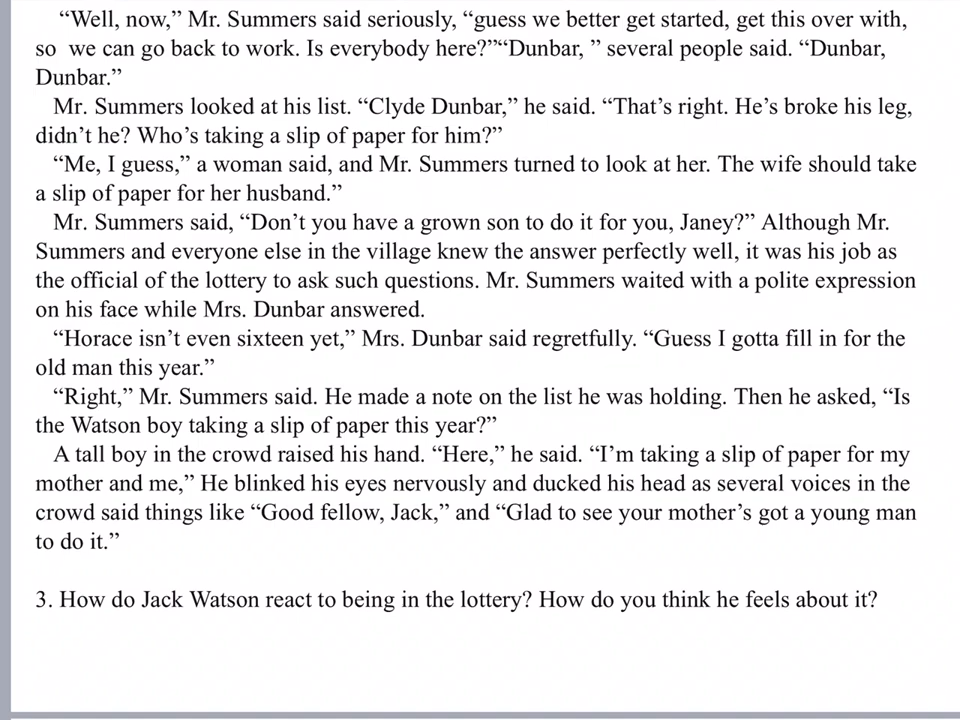 “Well, now,” Mr. Summers said seriously, “guess we better get started, get this over with,
so we can go back to work. Is everybody here?”“Dunbar, ” several people said. “Dunbar,
Dunbar.”
Mr. Summers looked at his list. “Clyde Dunbar,” he said. “That’s right. He’s broke his leg,
didn’t he? Who’s taking a slip of paper for him?”
“Me, I guess,” a woman said, and Mr. Summers turned to look at her. The wife should take
a slip of paper for her husband.”
Mr. Summers said, “Don’t you have a grown son to do it for you, Janey?” Although Mr.
Summers and everyone else in the village knew the answer perfectly well, it was his job as
the official of the lottery to ask such questions. Mr. Summers waited with a polite expression
on his face while Mrs. Dunbar answered.
“Horace isn’t even sixteen yet,” Mrs. Dunbar said regretfully. “Guess I gotta fill in for the
old man this year.”
“Right,” Mr. Summers said. He made a note on the list he was holding. Then he asked, “Is
the Watson boy taking a slip of paper this year?”
A tall boy in the crowd raised his hand. “Here,” he said. “I’m taking a slip of paper for my
mother and me,” He blinked his eyes nervously and ducked his head as several voices in the
crowd said things like “Good fellow, Jack,” and “Glad to see your mother’s got a young man
to do it.”
3. How do Jack Watson react to being in the lottery? How do you think he feels about it?